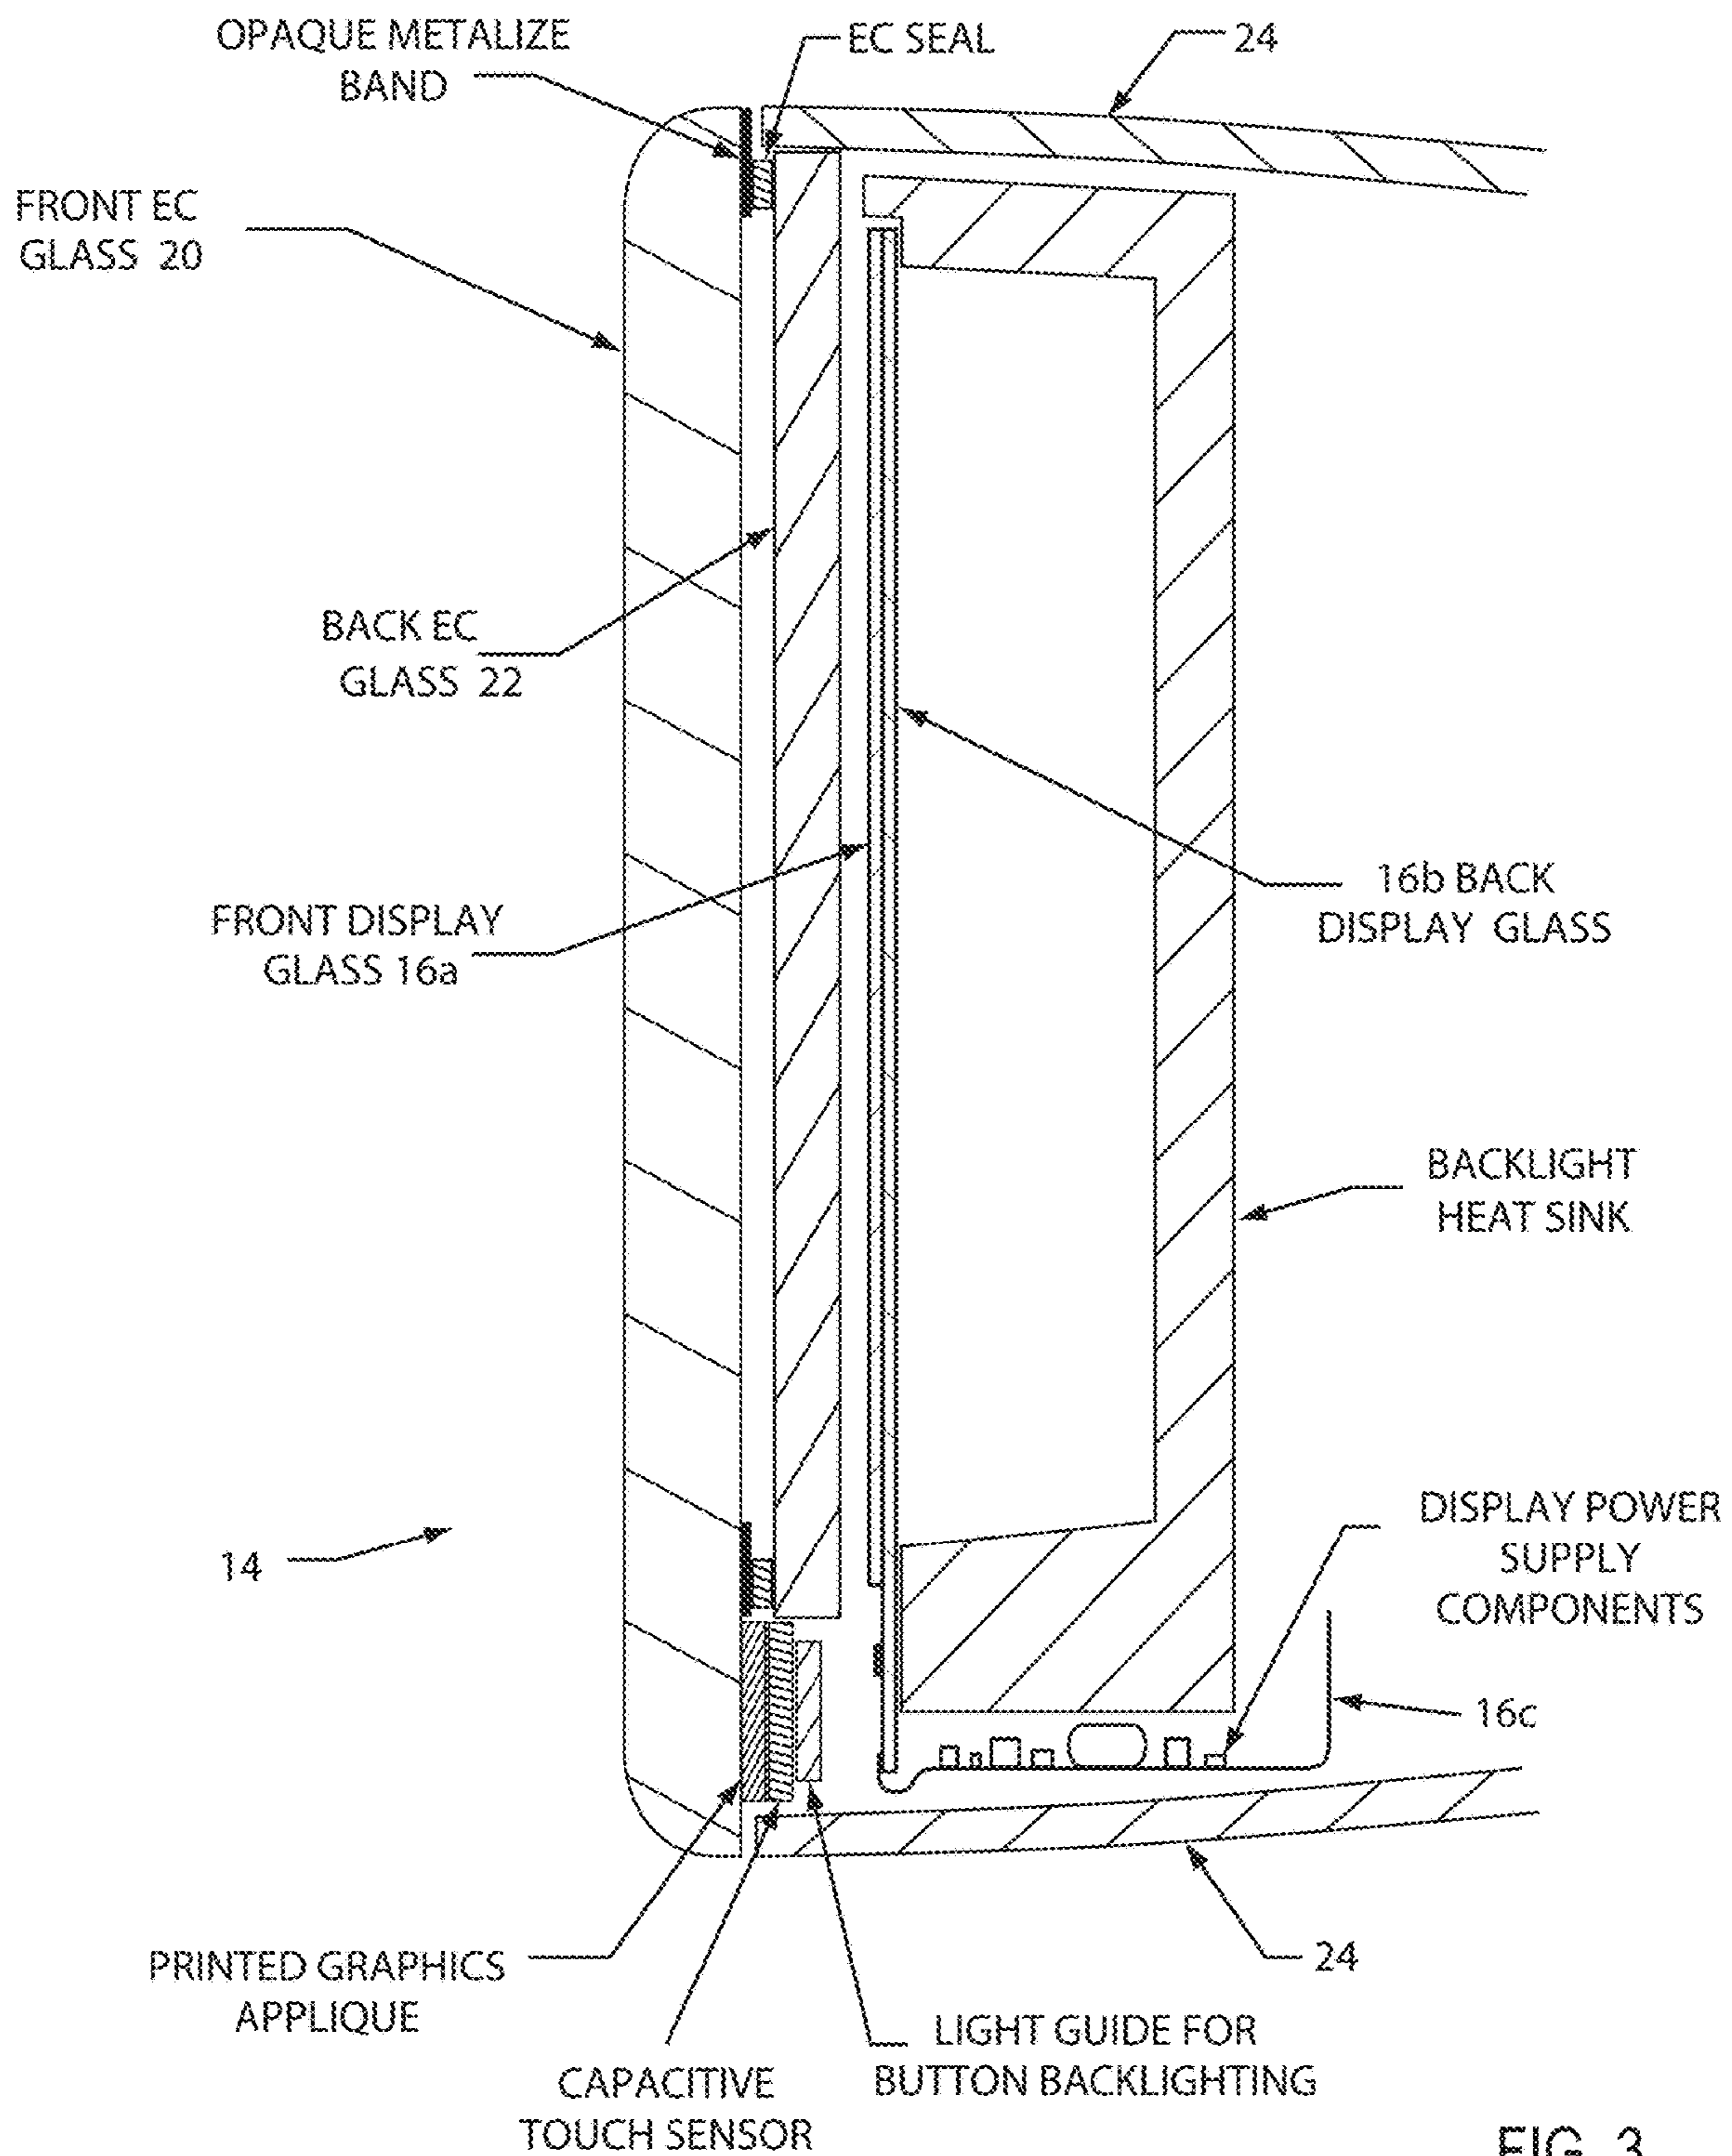 OPAQUE METALIZE
BAND
EC SEAL
24
FRONT EC
GLASS 20
BACK EC
GLASS 22
FRONT DISPLAY
GLASS 16a
16b BACK
DISPLAY GLASS
BACKLIGHT
HEAT SINK
14
DISPLAY POWER
SUPPLY
COMPONENTS
16c
24
PRINTED GRAPHICS
APPLIQUE
LIGHT GUIDE FOR
BUTTON BACKLIGHTING
CAPACITIVE
TOUCH SENSOR
FIG. 3